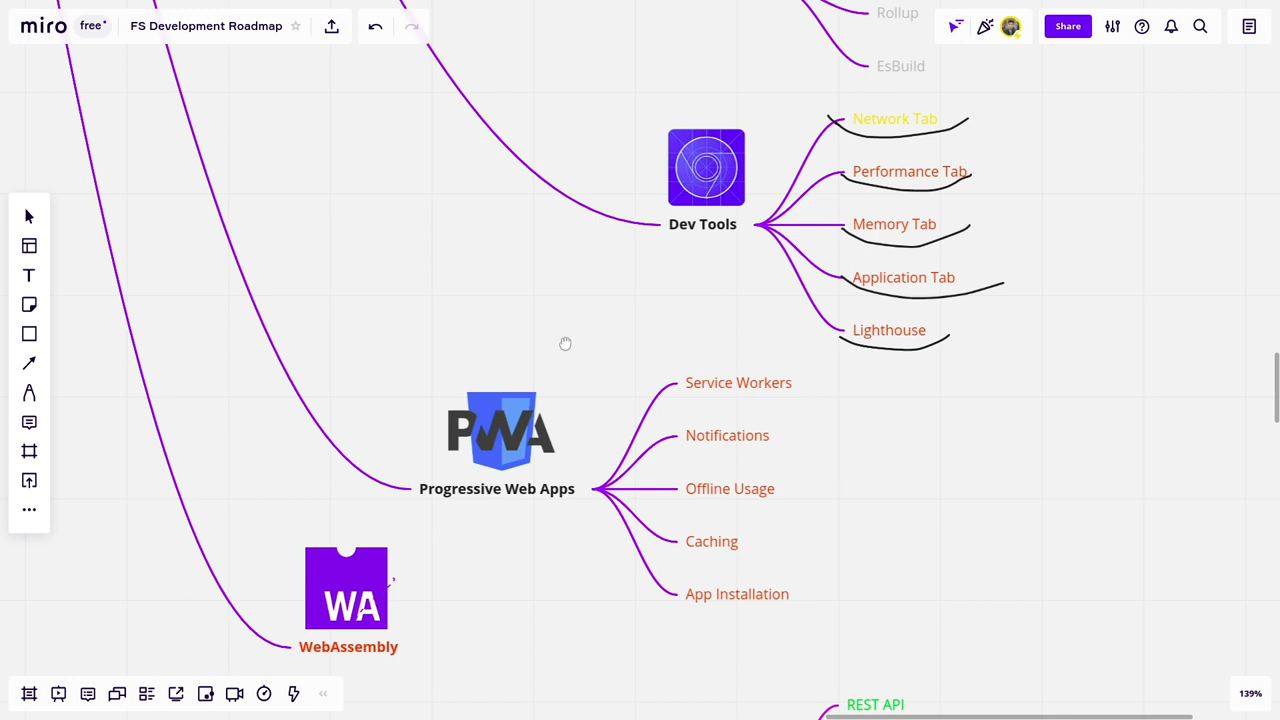 miro
free
FS Development Roadmap
Share
Rollup
EsBuild
Network Tab
Performance Tab
Dev Tools
Memory Tab
Application Tab
Lighthouse
PWA
Progressive Web Apps
Service Workers
Notifications
Offline Usage
Caching
App Installation
WA
WebAssembly
139%
REST API